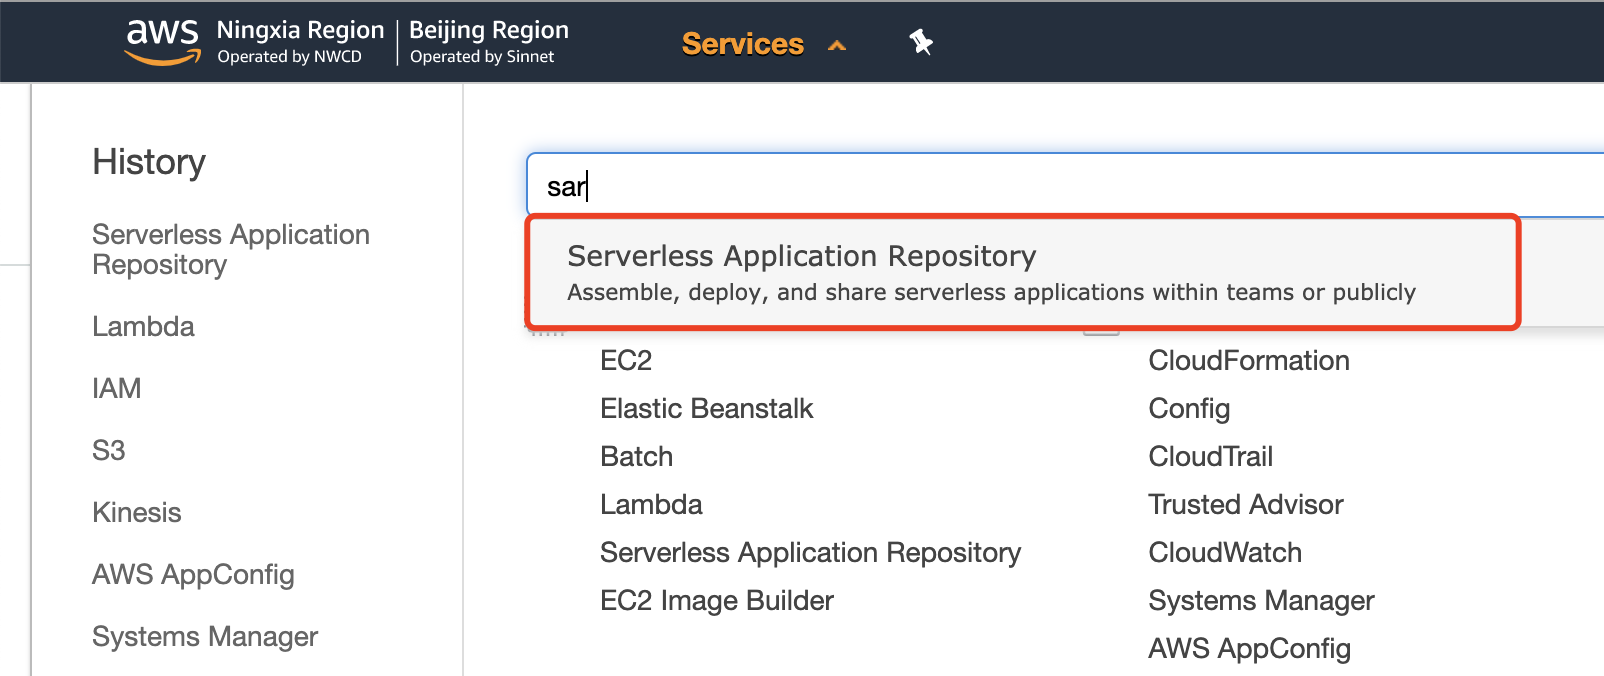 aws
Ningxia Region
Operated by NWCD
Beijing Region
Operated by Sinnet
Services
History
Serverless Application
Repository
Lambda
IAM
S3
Kinesis
AWS AppConfig
Systems Manager
sar
Serverless Application Repository
Assemble, deploy, and share serverless applications within teams or publicly
EC2
Elastic Beanstalk
Batch
Lambda
Serverless Application Repository
EC2 Image Builder
CloudFormation
Config
CloudTrail
Trusted Advisor
CloudWatch
Systems Manager
AWS AppConfig